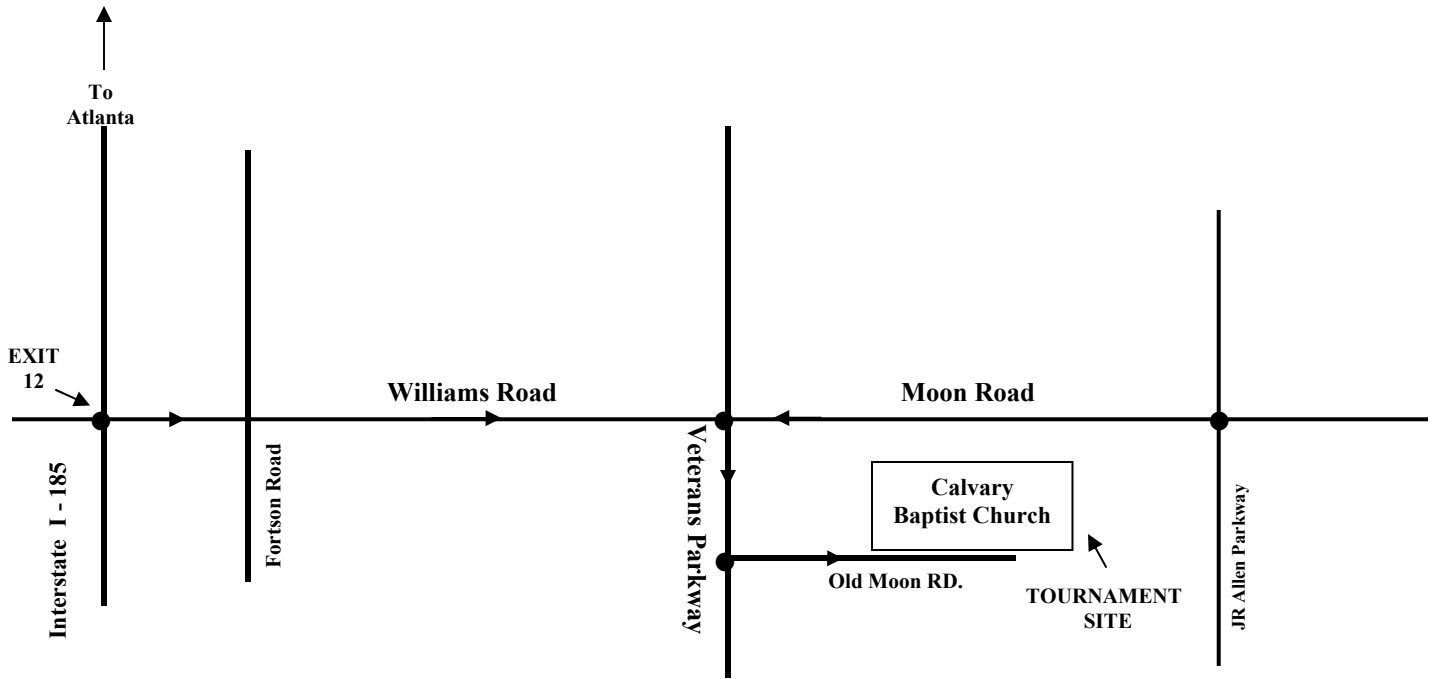 To
Atlanta
EXIT
12
Williams Road
Moon Road
Interstate I - 185
Fortson Road
Veterans Parkway
Calvary
Baptist Church
Old Moon RD.
TOURNAMENT
SITE
JR Allen Parkway